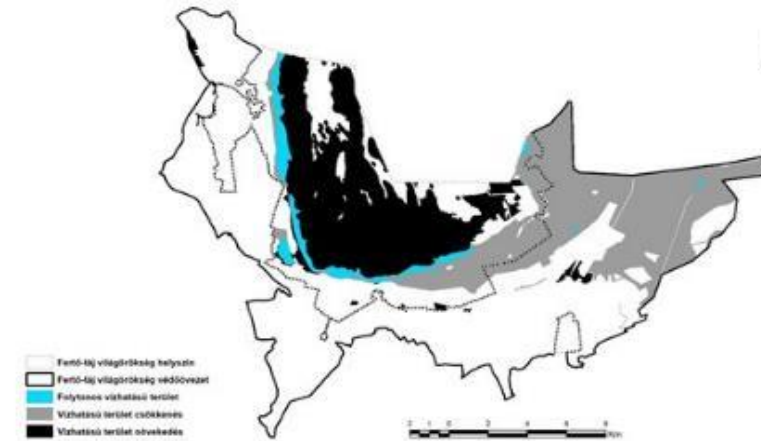 Fertő-táj világörökség helyszín
Fertő-táj világörökség védőövezet
Folytonos vízhatású terület
Vízhatású terület csökkenés
Vízhatású terület növekedés